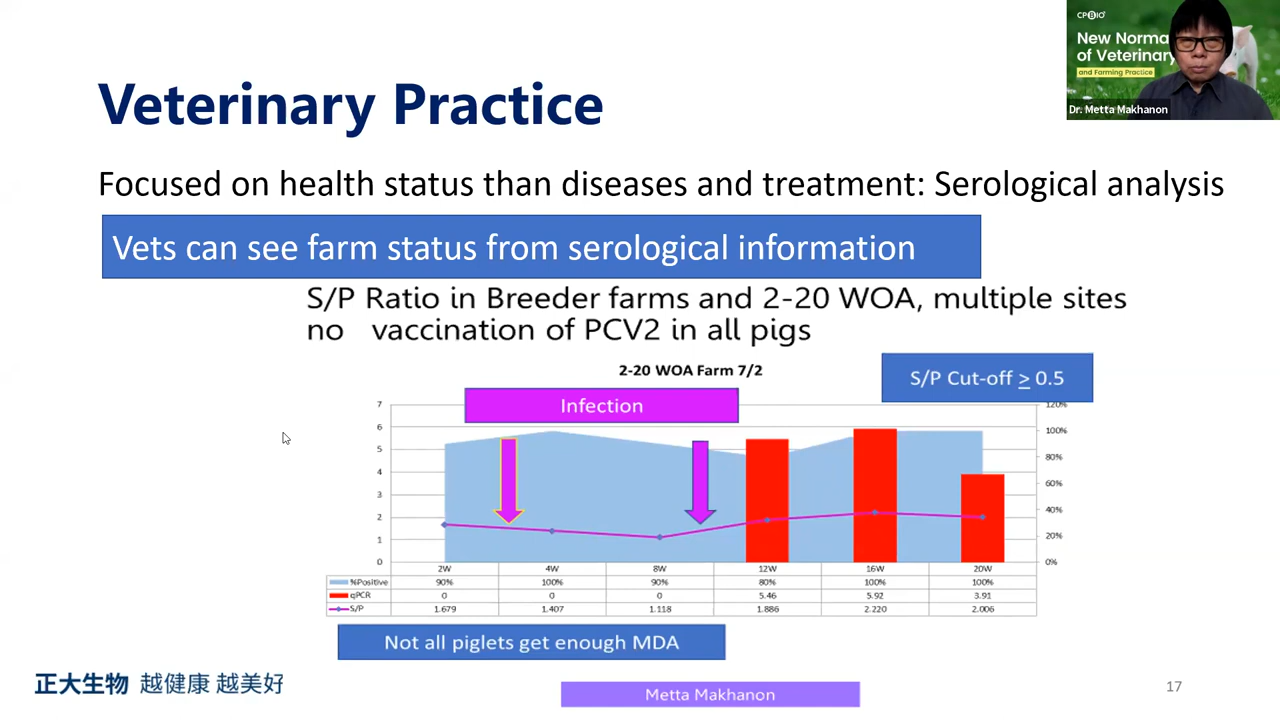 CPBIO
New Norma
of Veterinary
and Farming Practice
Dr. Metta Makhanon
Veterinary Practice
Focused on health status than diseases and treatment: Serological analysis
Vets can see farm status from serological information
S/P Ratio in Breeder farms and 2-20 WOA, multiple sites
no vaccination of PCV2 in all pigs
2-20 WOA Farm 7/2
S/P Cut-off ≥ 0.5
Infection
7 120%
6 100%
5 80%
4 60%
3 40%
2 20%
1 0%
0
2W 4W 8W 12W 16W 20W
%Positive 90% 100% 90% 80% 100% 100%
qPCR 0 0 0 5.46 5.92 3.91
S/P 1.679 1.407 1.118 1.886 2.220 2.006
Not all piglets get enough MDA
正大生物 越健康 越美好
Metta Makhanon
17